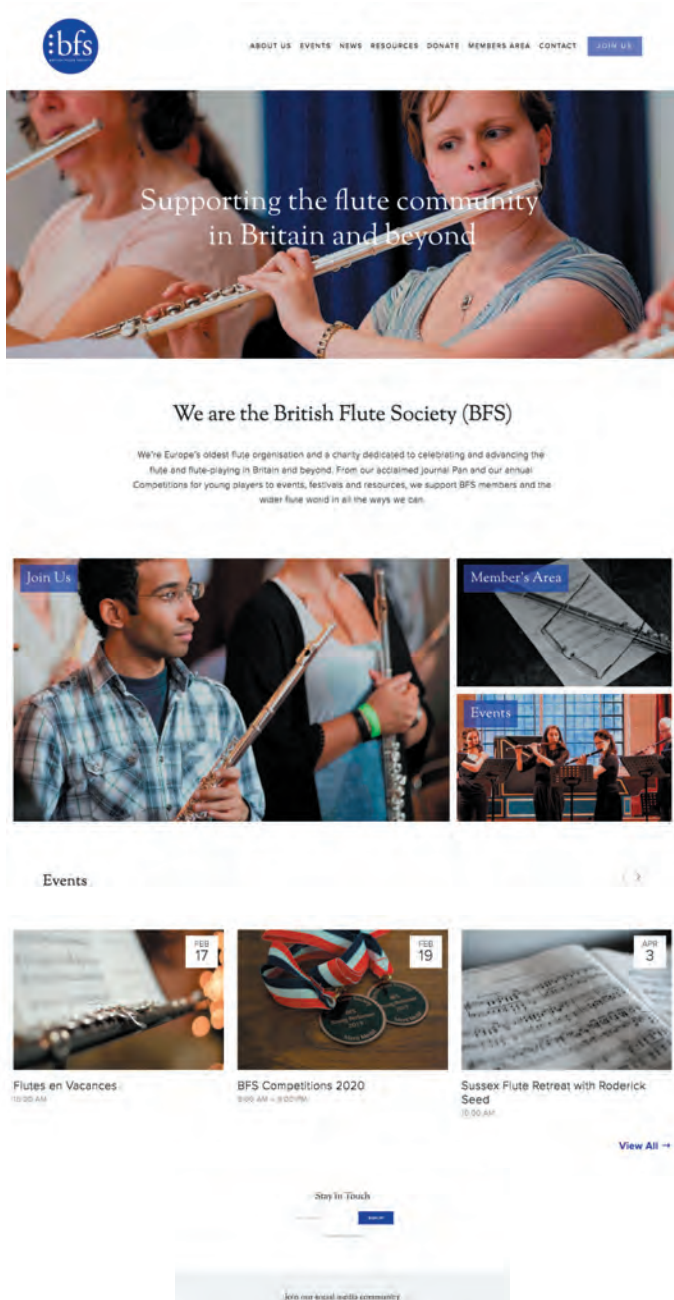 :bfs
BRITISH FLUTE SOCIETY
ABOUT US EVENTS NEWS RESOURCES DONATE MEMBERS AREA CONTACT JOIN US
Supporting the flute community
in Britain and beyond
We are the British Flute Society (BFS)
We're Europe's oldest flute organisation and a charity dedicated to celebrating and advancing the
flute and flute-playing in Britain and beyond. From our acclaimed journal Pan and our annual
Competitions for young players to events, festivals and resources, we support BFS members and the
wider flute world in all the ways we can.
Join Us
Member's Area
Events
Events
FEB
17
FEB
19
APR
3
Flutes en Vacances
10:00 AM
BFS Competitions 2020
9:00 AM – 9:00 PM
Sussex Flute Retreat with Roderick
Seed
10:00 AM
View All →
Stay in Touch
SIGN UP
Join our social media community